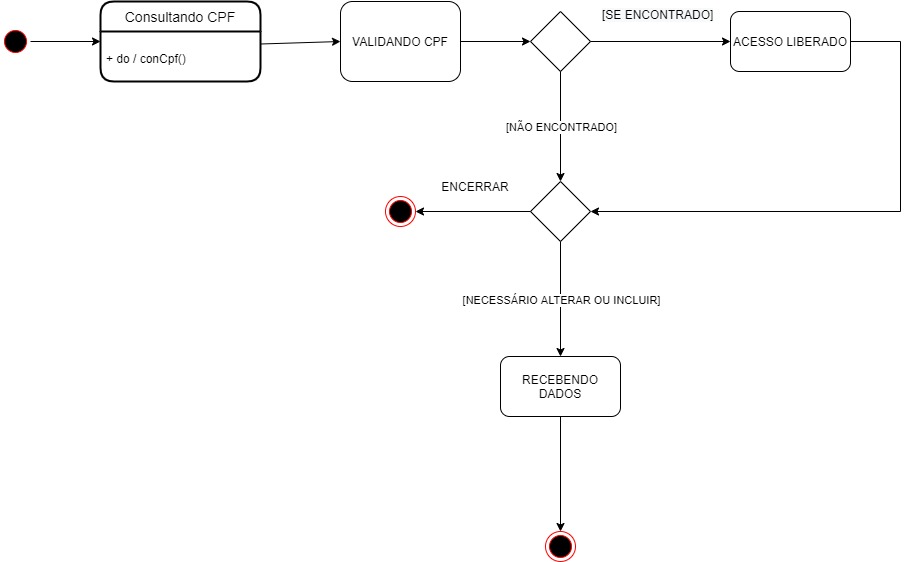 Consultando CPF
+ do / conCpf()
VALIDANDO CPF
[SE ENCONTRADO]
ACESSO LIBERADO
[NÃO ENCONTRADO]
ENCERRAR
[NECESSÁRIO ALTERAR OU INCLUIR]
RECEBENDO
DADOS